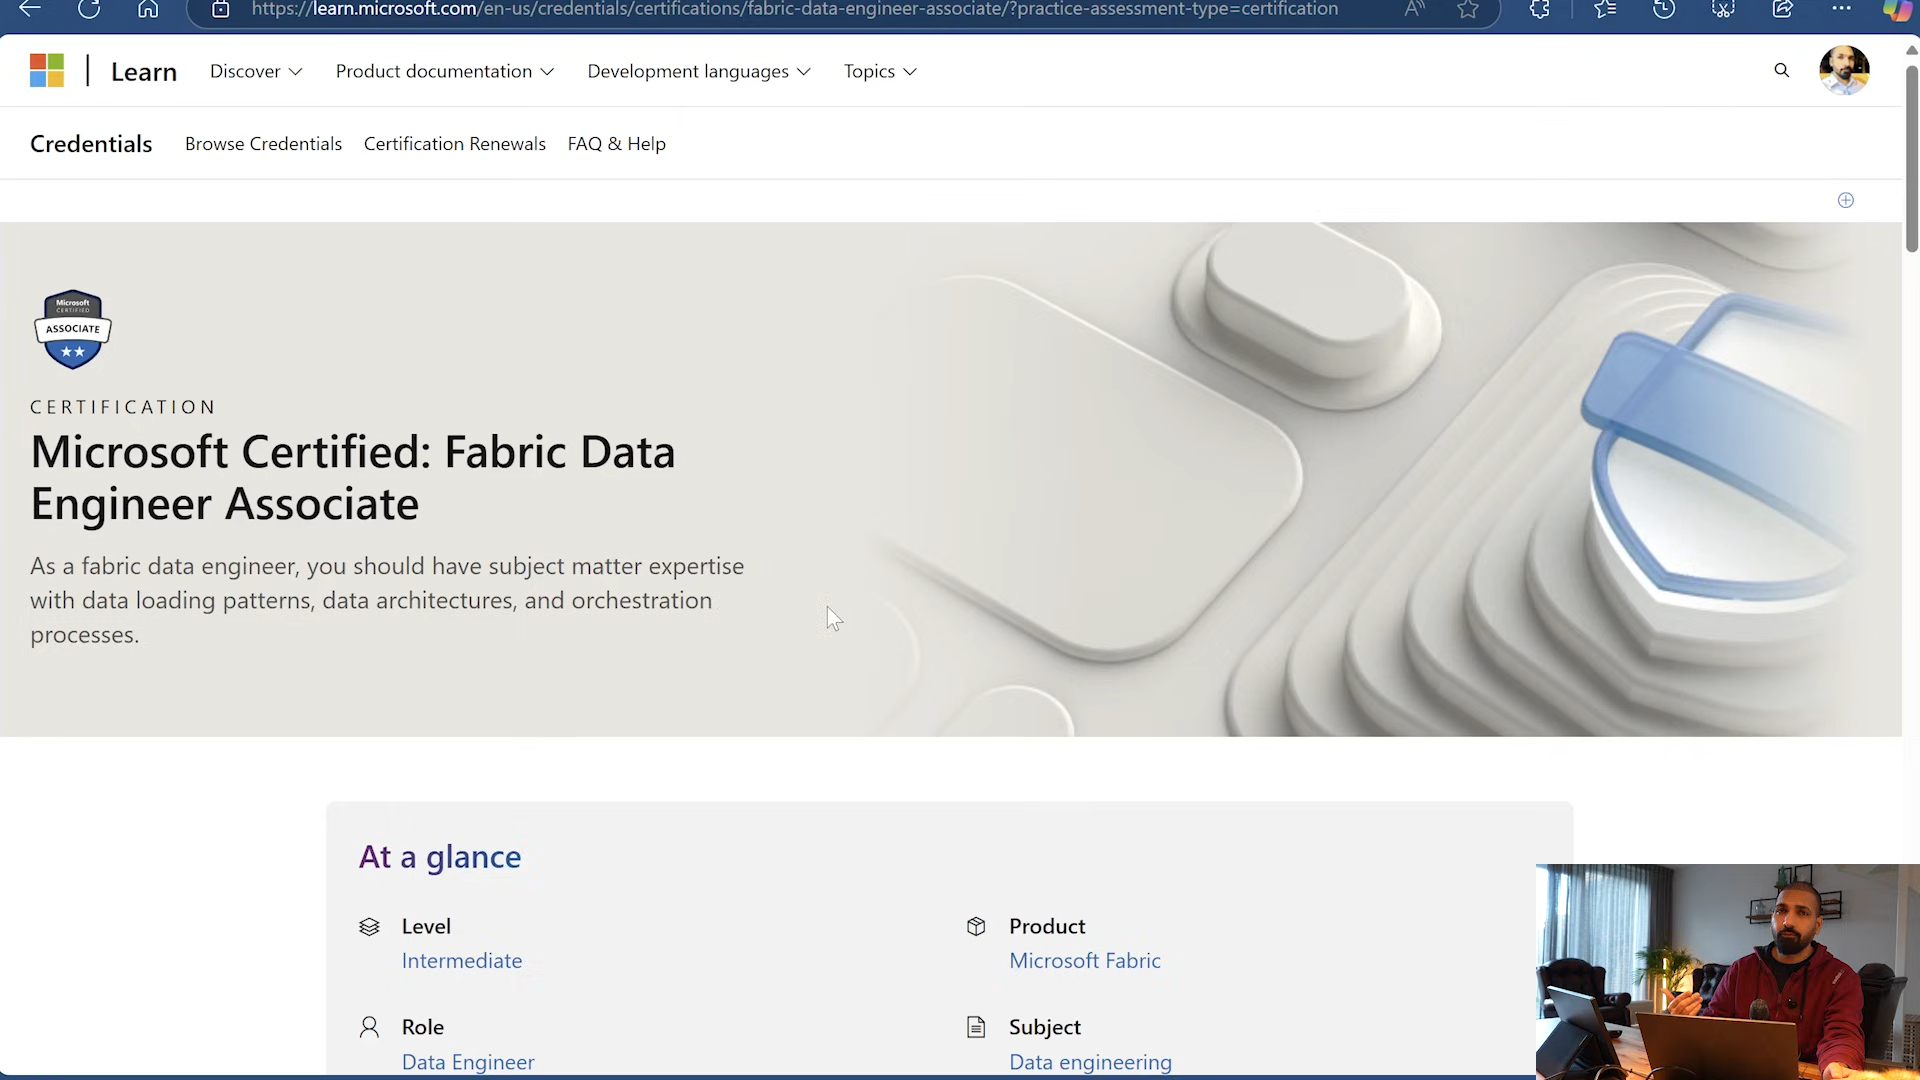 https://learn.microsoft.com/en-us/credentials/certifications/fabric-data-engineer-associate/?practice-assessment-type=certification
Learn
Discover
Product documentation
Development languages
Topics
Credentials
Browse Credentials
Certification Renewals
FAQ & Help
Microsoft
CERTIFIED
ASSOCIATE
CERTIFICATION
Microsoft Certified: Fabric Data
Engineer Associate
As a fabric data engineer, you should have subject matter expertise
with data loading patterns, data architectures, and orchestration
processes.
At a glance
Level
Intermediate
Product
Microsoft Fabric
Role
Data Engineer
Subject
Data engineering